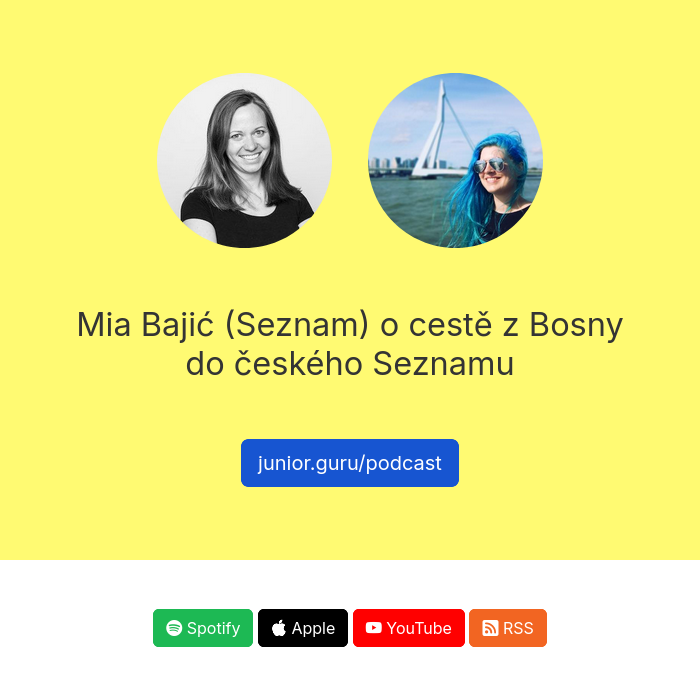 Mia Bajić (Seznam) o cestě z Bosny
do českého Seznamu
junior.guru/podcast
Spotify Apple YouTube RSS